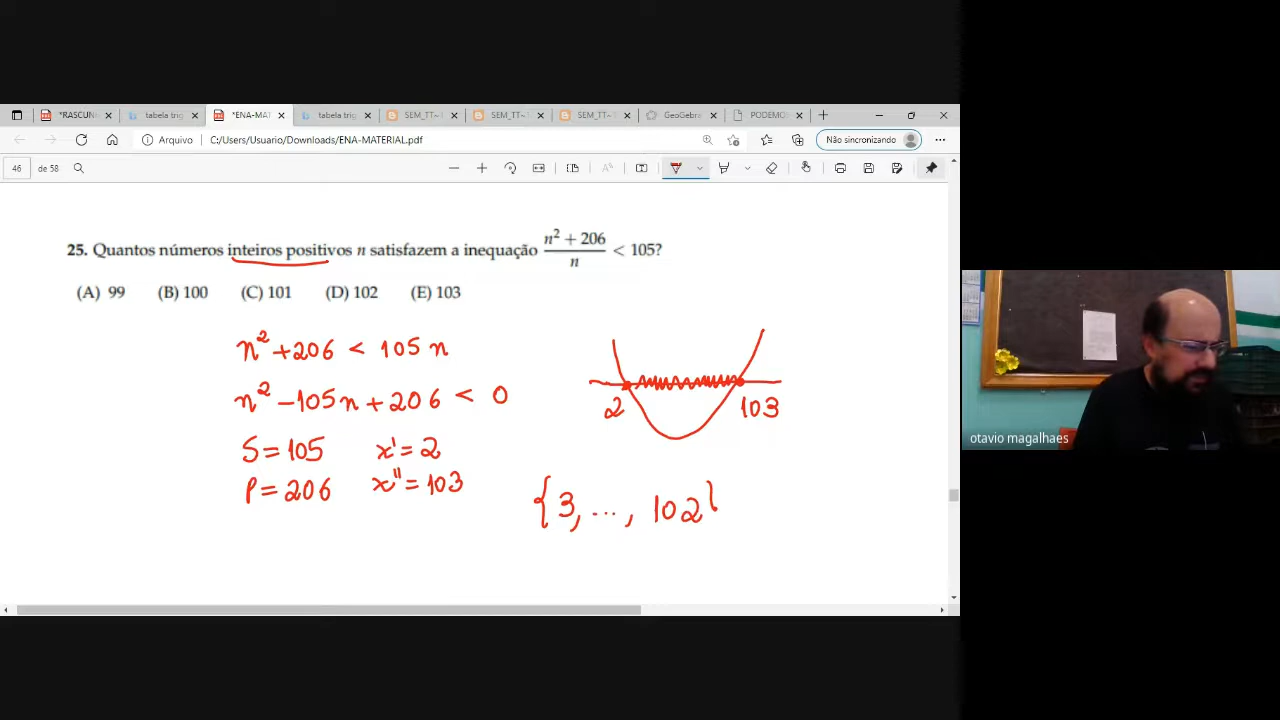 *RASCUN
tabela trig
*ENA-MAT
tabela trig
SEM_TT-
SEM_TT-
SEM_TT-
GeoGebra
PODEMO
Arquivo
C:/Users/Usuario/Downloads/ENA-MATERIAL.pdf
Não sincronizando
46 de 58
25. Quantos números inteiros positivos n satisfazem a inequação (n² + 206)/n < 105?
(A) 99 (B) 100 (C) 101 (D) 102 (E) 103
n² + 206 < 105 n
n² - 105n + 206 < 0
2 103
S = 105 x' = 2
P = 206 x'' = 103
{3, ..., 102}
otavio magalhaes